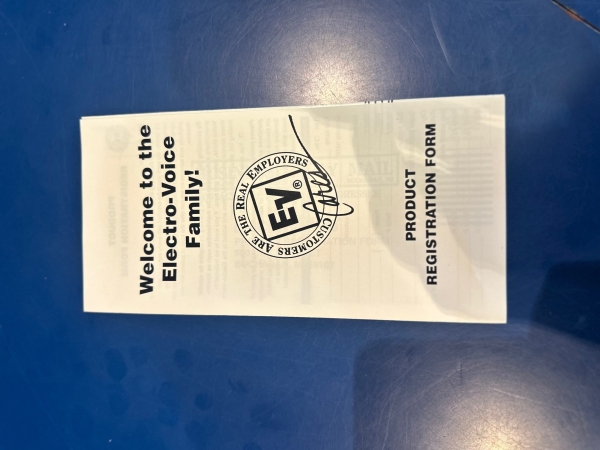 Welcome to the
Electro-Voice
Family!
CUSTOMERS ARE THE REAL EMPLOYERS
EV®
PRODUCT
REGISTRATION FORM